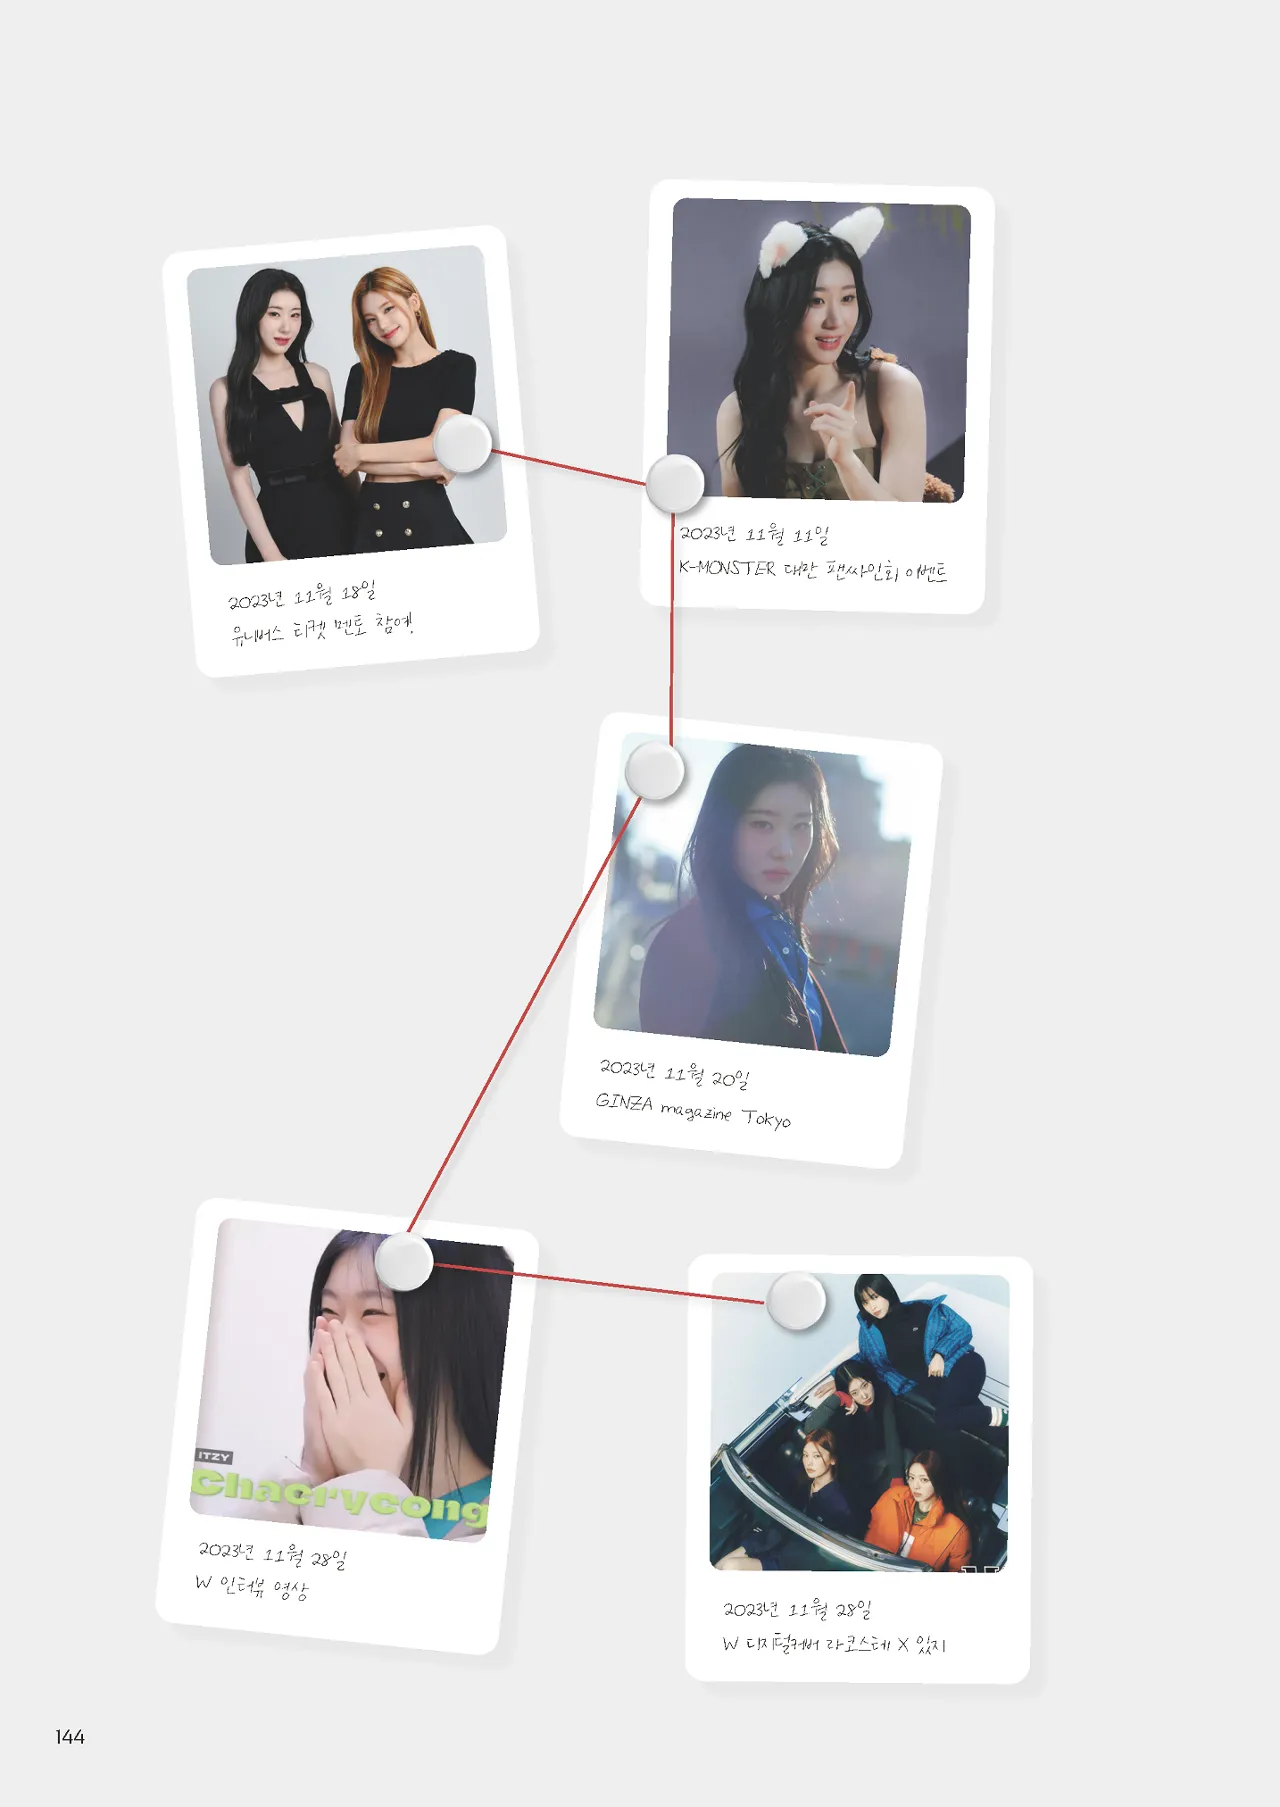 2023년 11월 18일
유니버스 티켓 멘토 참여!
2023년 11월 11일
K-MONSTER 대만 팬싸인회 이벤트
2023년 11월 20일
GINZA magazine Tokyo
ITZY
Chaeryeong
2023년 11월 28일
W 인터뷰 영상
2023년 11월 28일
W 디지털커버 라코스테 X 있지
144